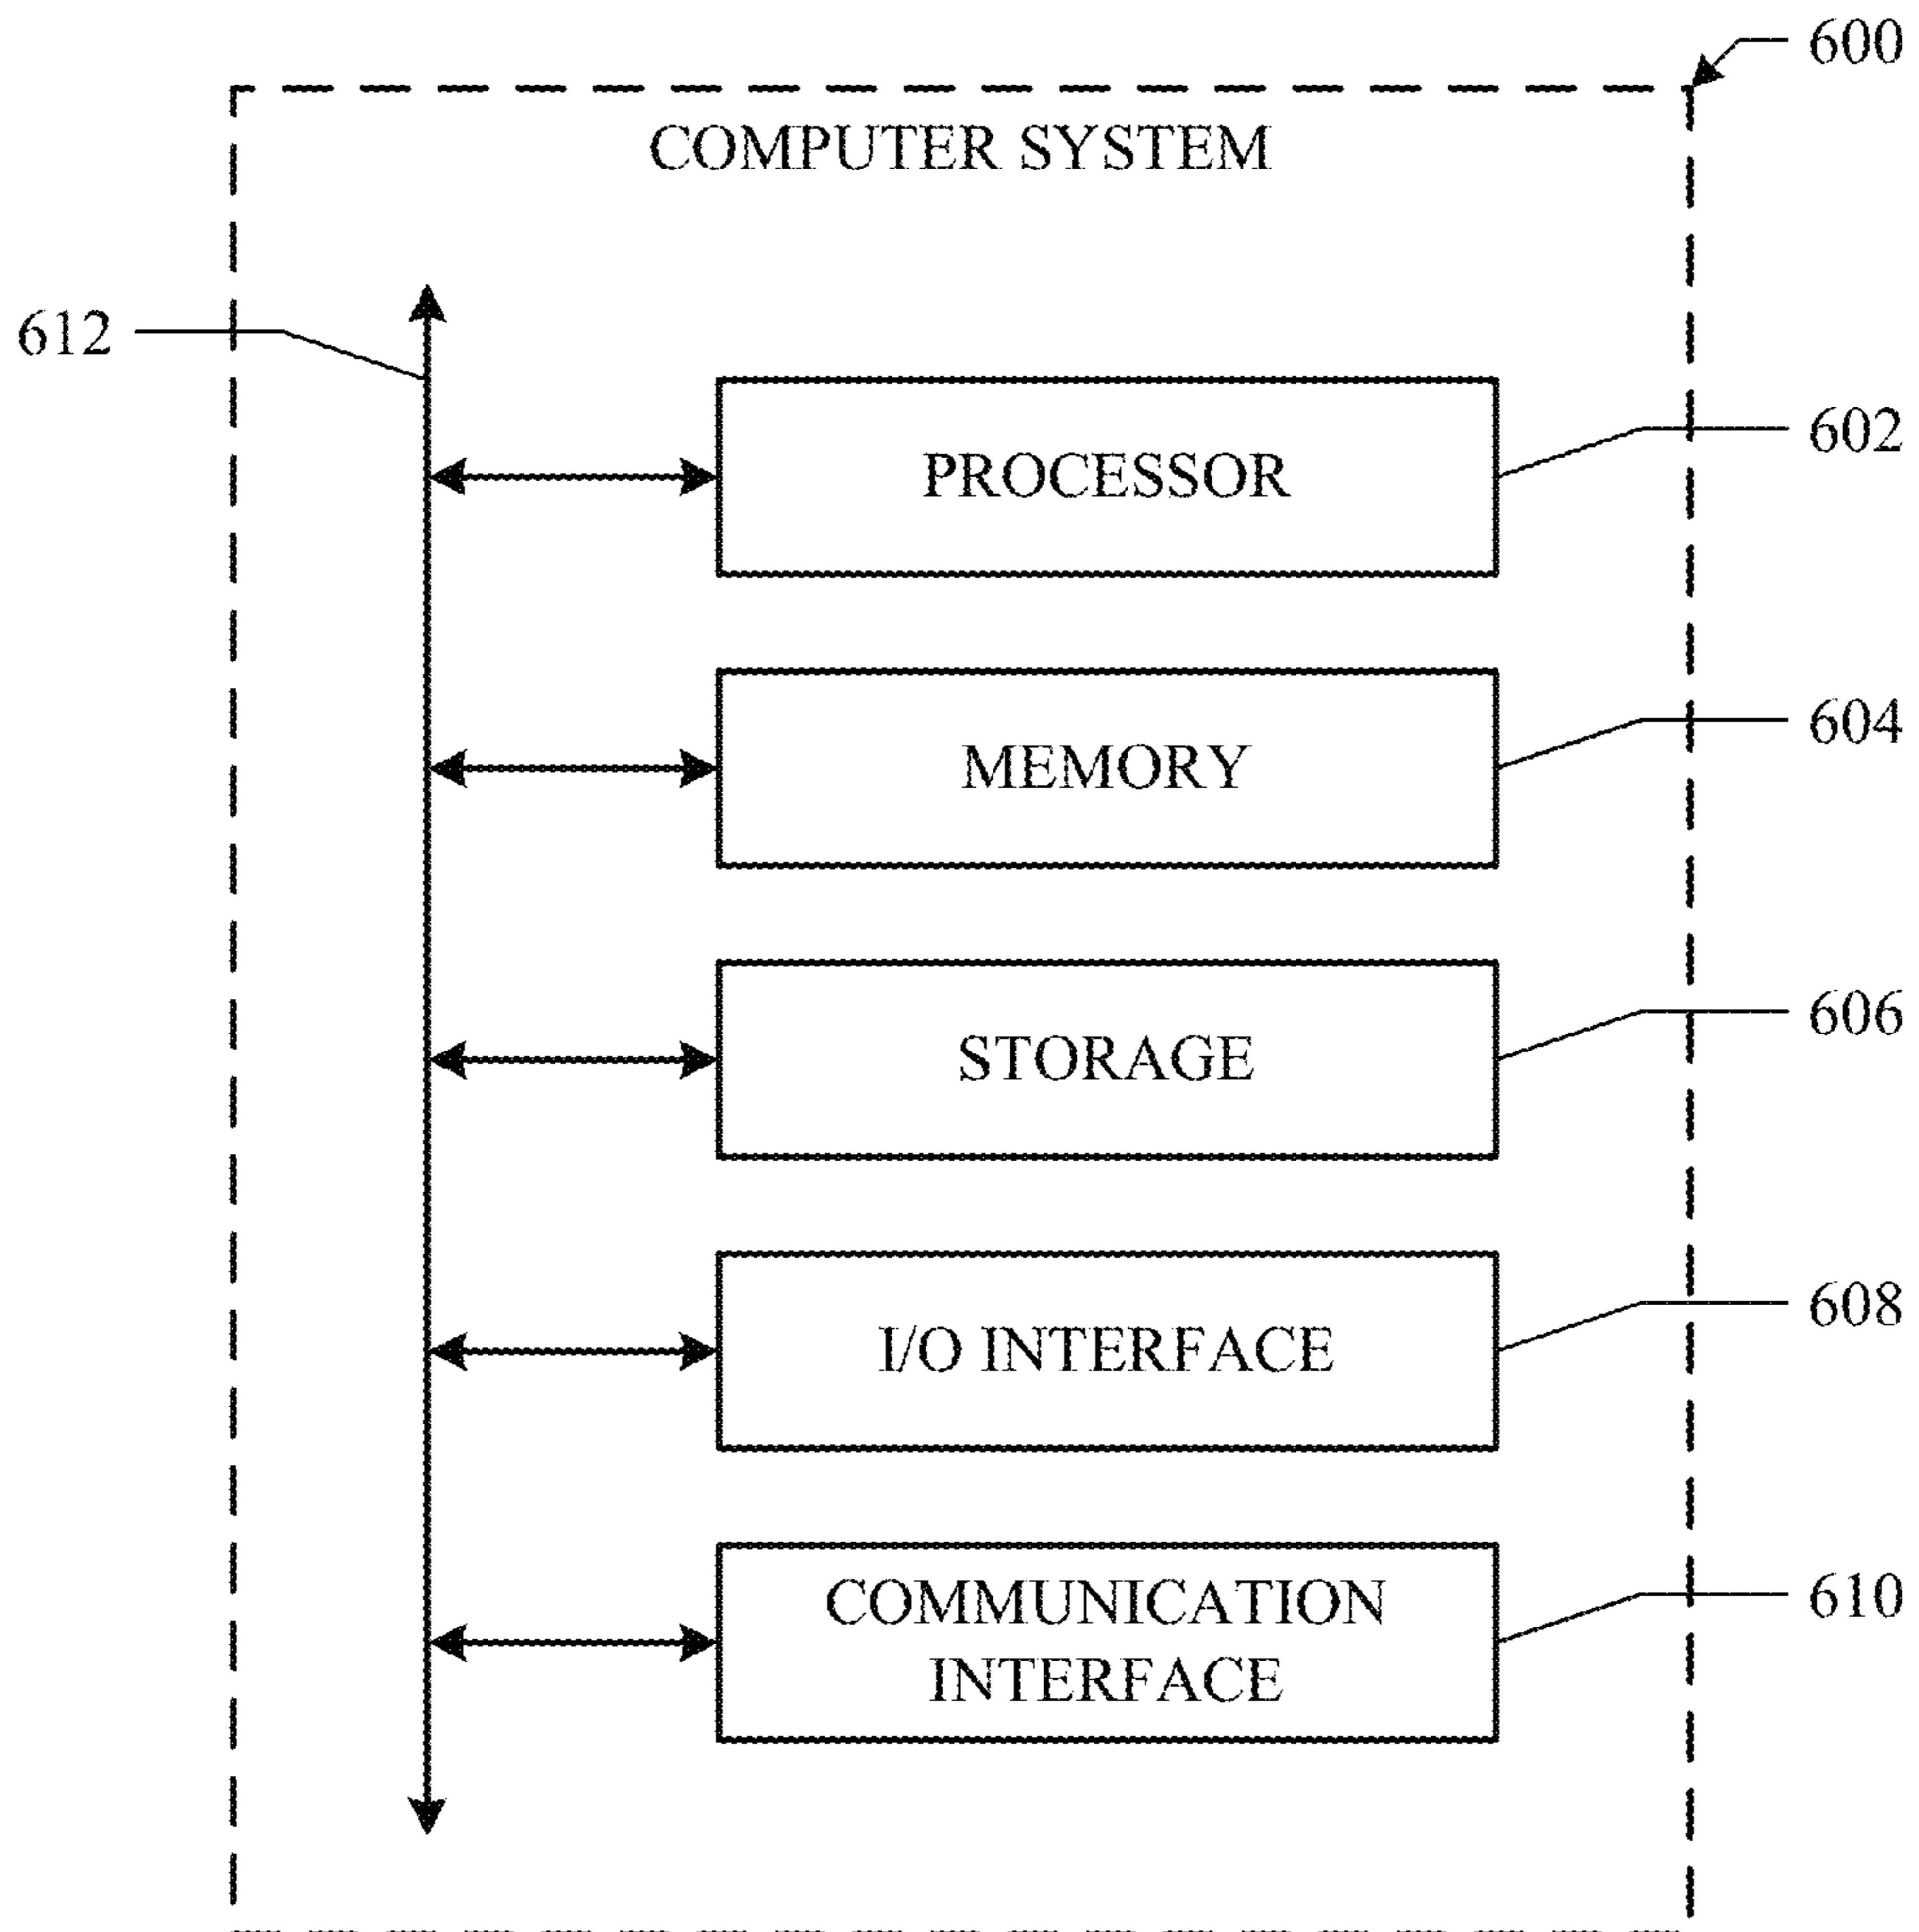 600
COMPUTER SYSTEM
612
PROCESSOR
602
MEMORY
604
STORAGE
606
I/O INTERFACE
608
COMMUNICATION
INTERFACE
610